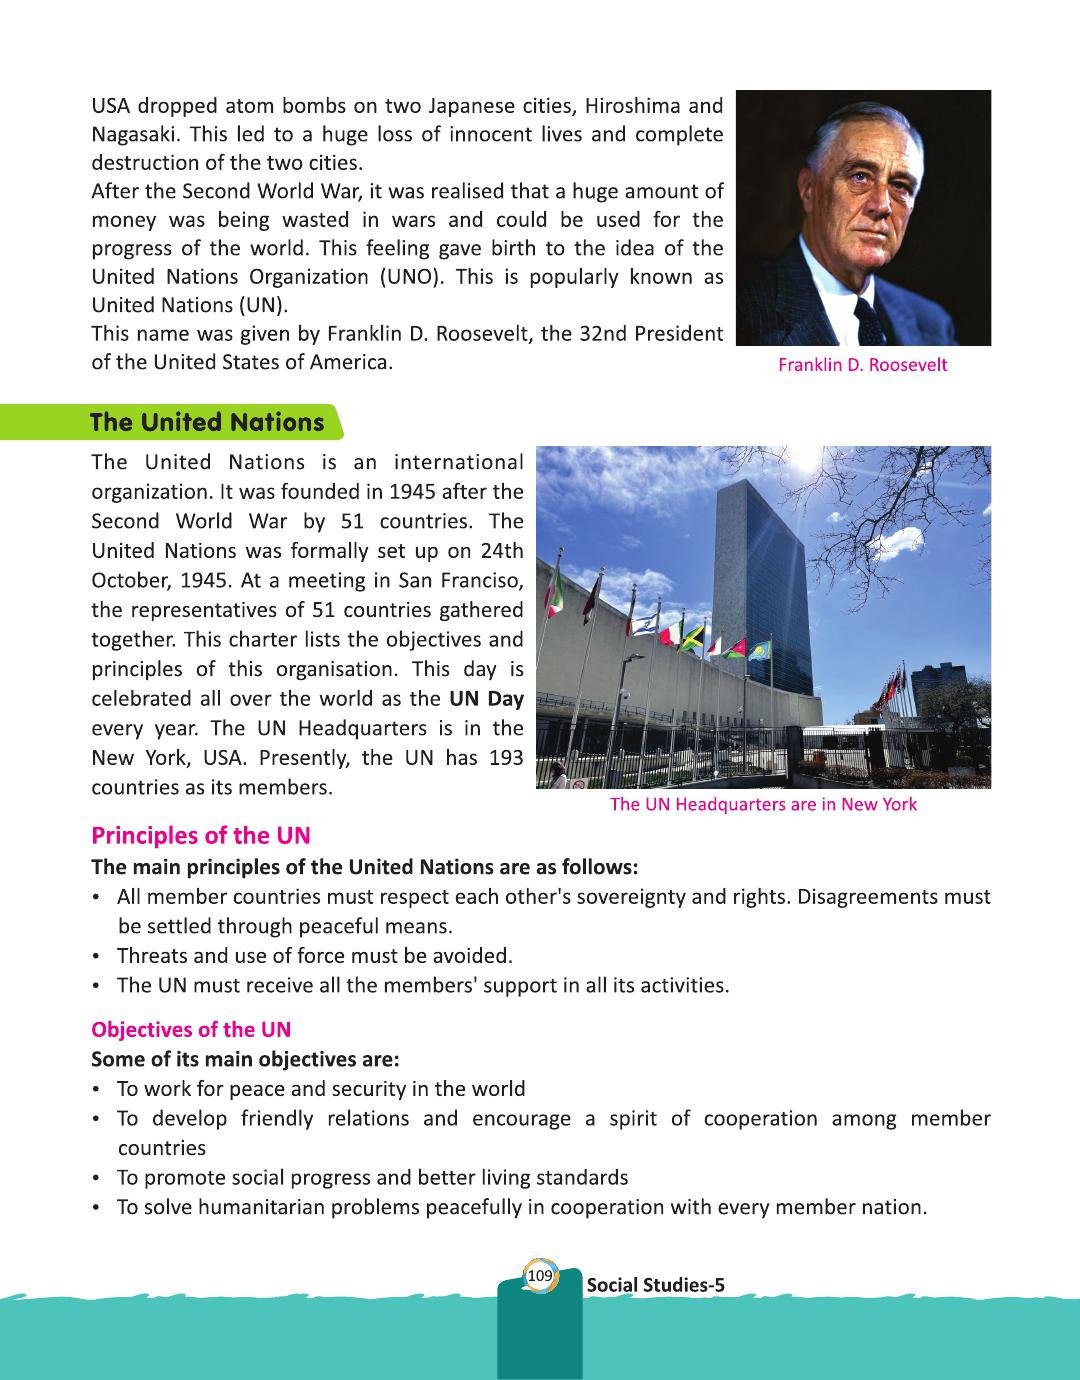 USA dropped atom bombs on two Japanese cities, Hiroshima and
Nagasaki. This led to a huge loss of innocent lives and complete
destruction of the two cities.
After the Second World War, it was realised that a huge amount of
money was being wasted in wars and could be used for the
progress of the world. This feeling gave birth to the idea of the
United Nations Organization (UNO). This is popularly known as
United Nations (UN).
This name was given by Franklin D. Roosevelt, the 32nd President
of the United States of America.
Franklin D. Roosevelt
The United Nations
The United Nations is an international
organization. It was founded in 1945 after the
Second World War by 51 countries. The
United Nations was formally set up on 24th
October, 1945. At a meeting in San Franciso,
the representatives of 51 countries gathered
together. This charter lists the objectives and
principles of this organisation. This day is
celebrated all over the world as the UN Day
every year. The UN Headquarters is in the
New York, USA. Presently, the UN has 193
countries as its members.
The UN Headquarters are in New York
Principles of the UN
The main principles of the United Nations are as follows:
• All member countries must respect each other's sovereignty and rights. Disagreements must
be settled through peaceful means.
• Threats and use of force must be avoided.
• The UN must receive all the members' support in all its activities.
Objectives of the UN
Some of its main objectives are:
• To work for peace and security in the world
• To develop friendly relations and encourage a spirit of cooperation among member
countries
• To promote social progress and better living standards
• To solve humanitarian problems peacefully in cooperation with every member nation.
109
Social Studies-5